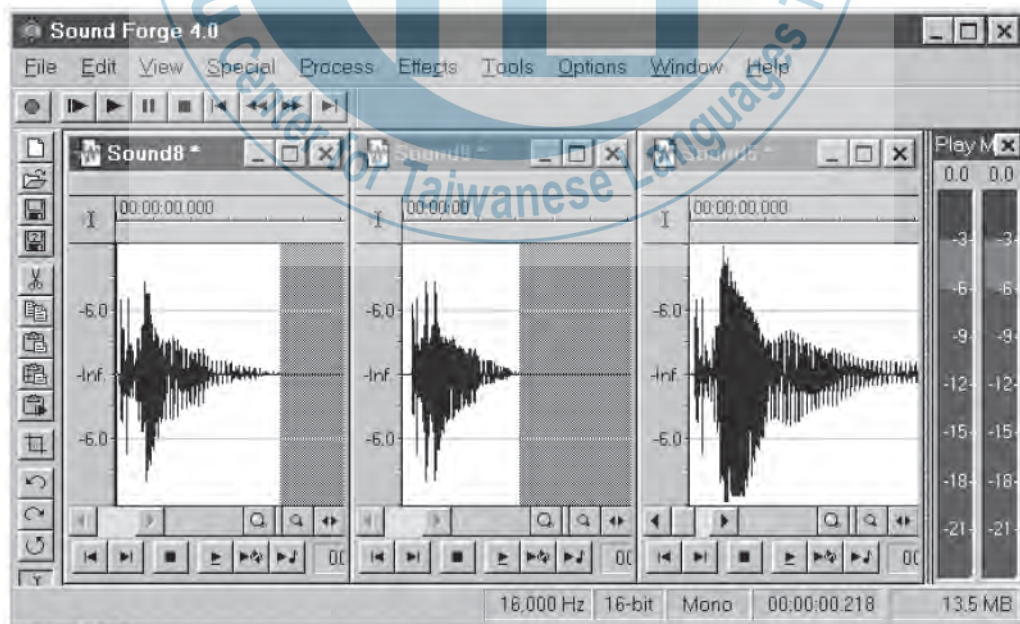 Sound Forge 4.0
File Edit View Special Process Effects Tools Options Window Help
Center for Taiwanese Languages
Sound8 *
Play M
0.0 0.0
00:00:00.000
00:00:00
00:00:00.000
-3 -3
-6 -6
-9 -9
-12 -12
-15 -15
-18 -18
-21 -21
-6.0
-Inf.
-6.0
-6.0
-Inf.
-6.0
-6.0
-Inf.
-6.0
16,000 Hz 16-bit Mono 00:00:00.218 13.5 MB